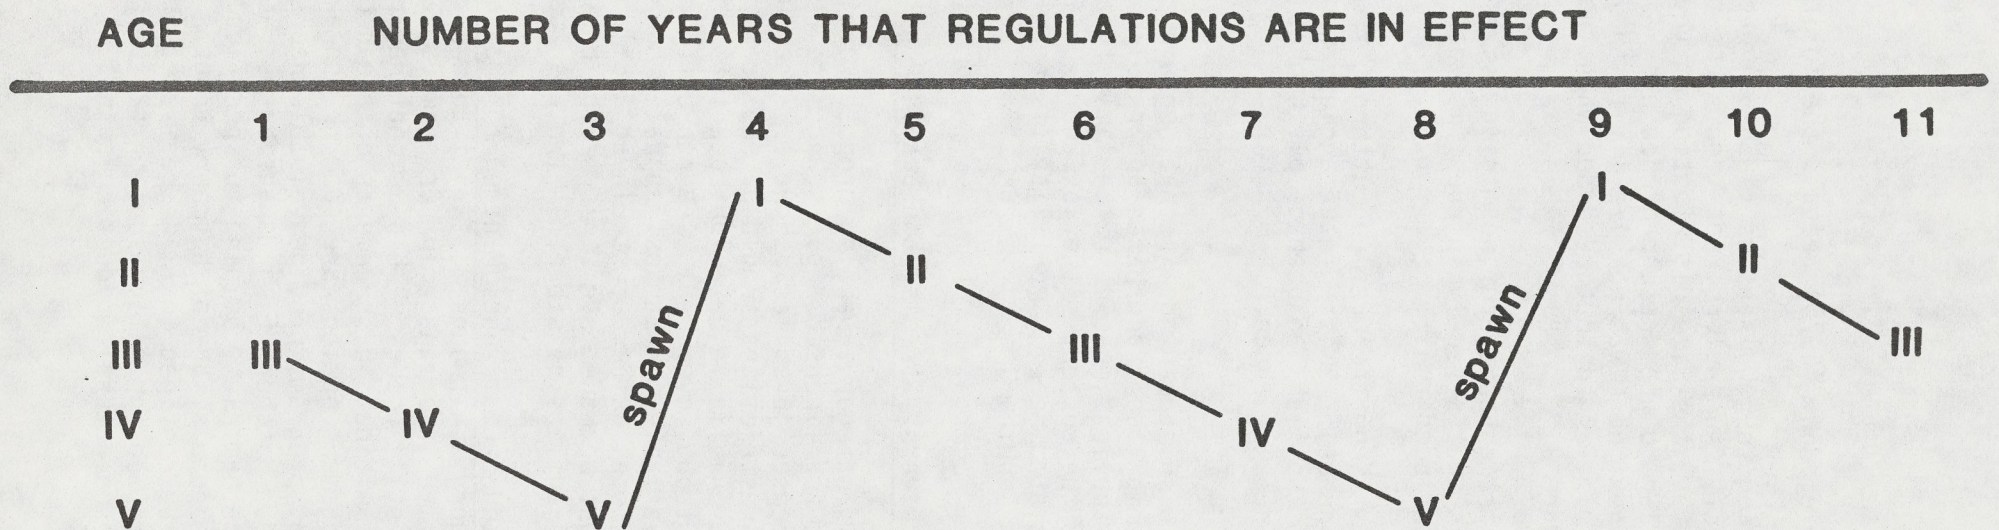 AGE NUMBER OF YEARS THAT REGULATIONS ARE IN EFFECT
1 2 3 4 5 6 7 8 9 10 11
I I I
II II II
III III III III
IV IV IV
V V V
spawn spawn